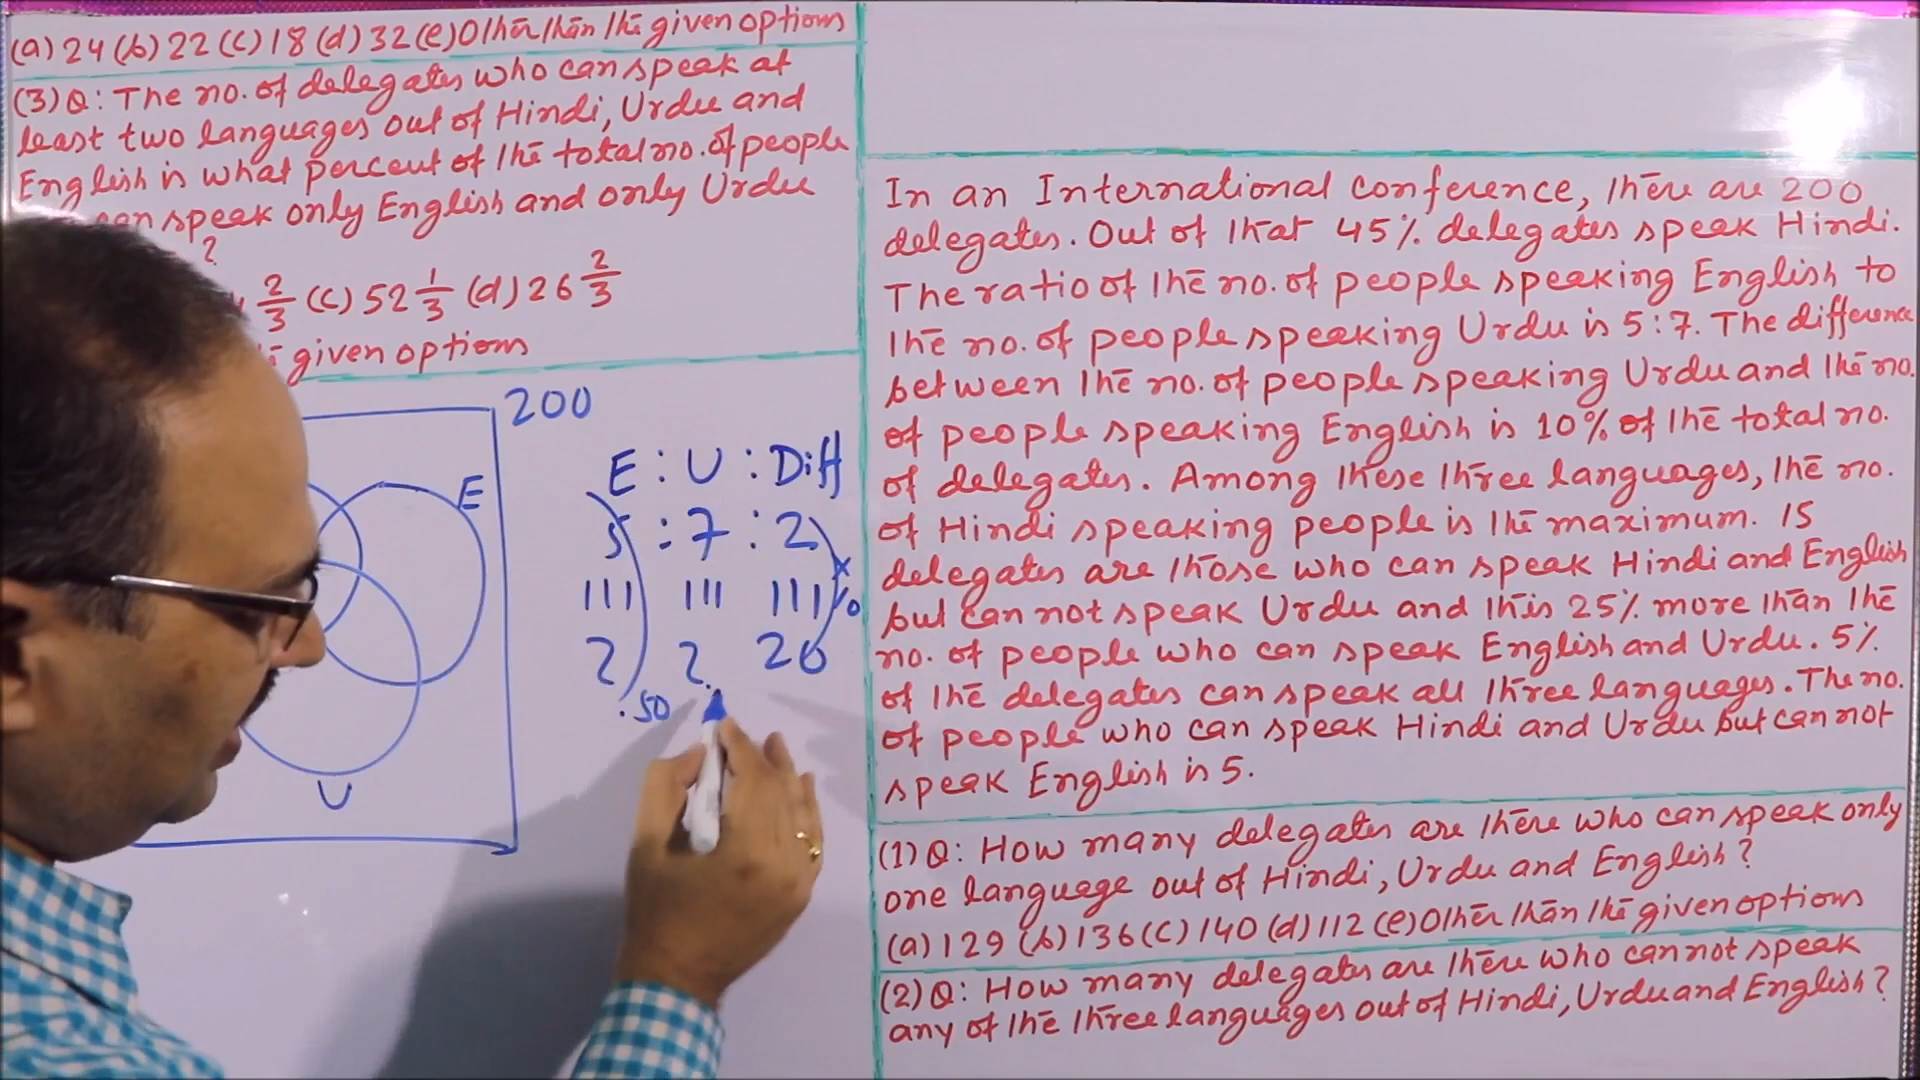 (a) 24 (b) 22 (c) 18 (d) 32 (e) Other than the given options
(3) Q: The no. of delegates who can speak at
least two languages out of Hindi, Urdu and
English is what percent of the total no. of people
can speak only English and only Urdu
?
2/3 (c) 52 1/3 (d) 26 2/3
given options
200
E : U : Diff
E
5 : 7 : 2
111 111 111
2 2 20
.50
U
In an International conference, there are 200
delegates. Out of that 45% delegates speak Hindi.
The ratio of the no. of people speaking English to
the no. of people speaking Urdu is 5:7. The difference
between the no. of people speaking Urdu and the no.
of people speaking English is 10% of the total no.
of delegates. Among these three languages, the no.
of Hindi speaking people is the maximum. 15
delegates are those who can speak Hindi and English
but can not speak Urdu and this 25% more than the
no. of people who can speak English and Urdu. 5%
of the delegates can speak all three languages. The no.
of people who can speak Hindi and Urdu but can not
speak English is 5.
(1) Q: How many delegates are there who can speak only
one language out of Hindi, Urdu and English?
(a) 129 (b) 136 (c) 140 (d) 112 (e) Other than the given options
(2) Q: How many delegates are there who can not speak
any of the three languages out of Hindi, Urdu and English?